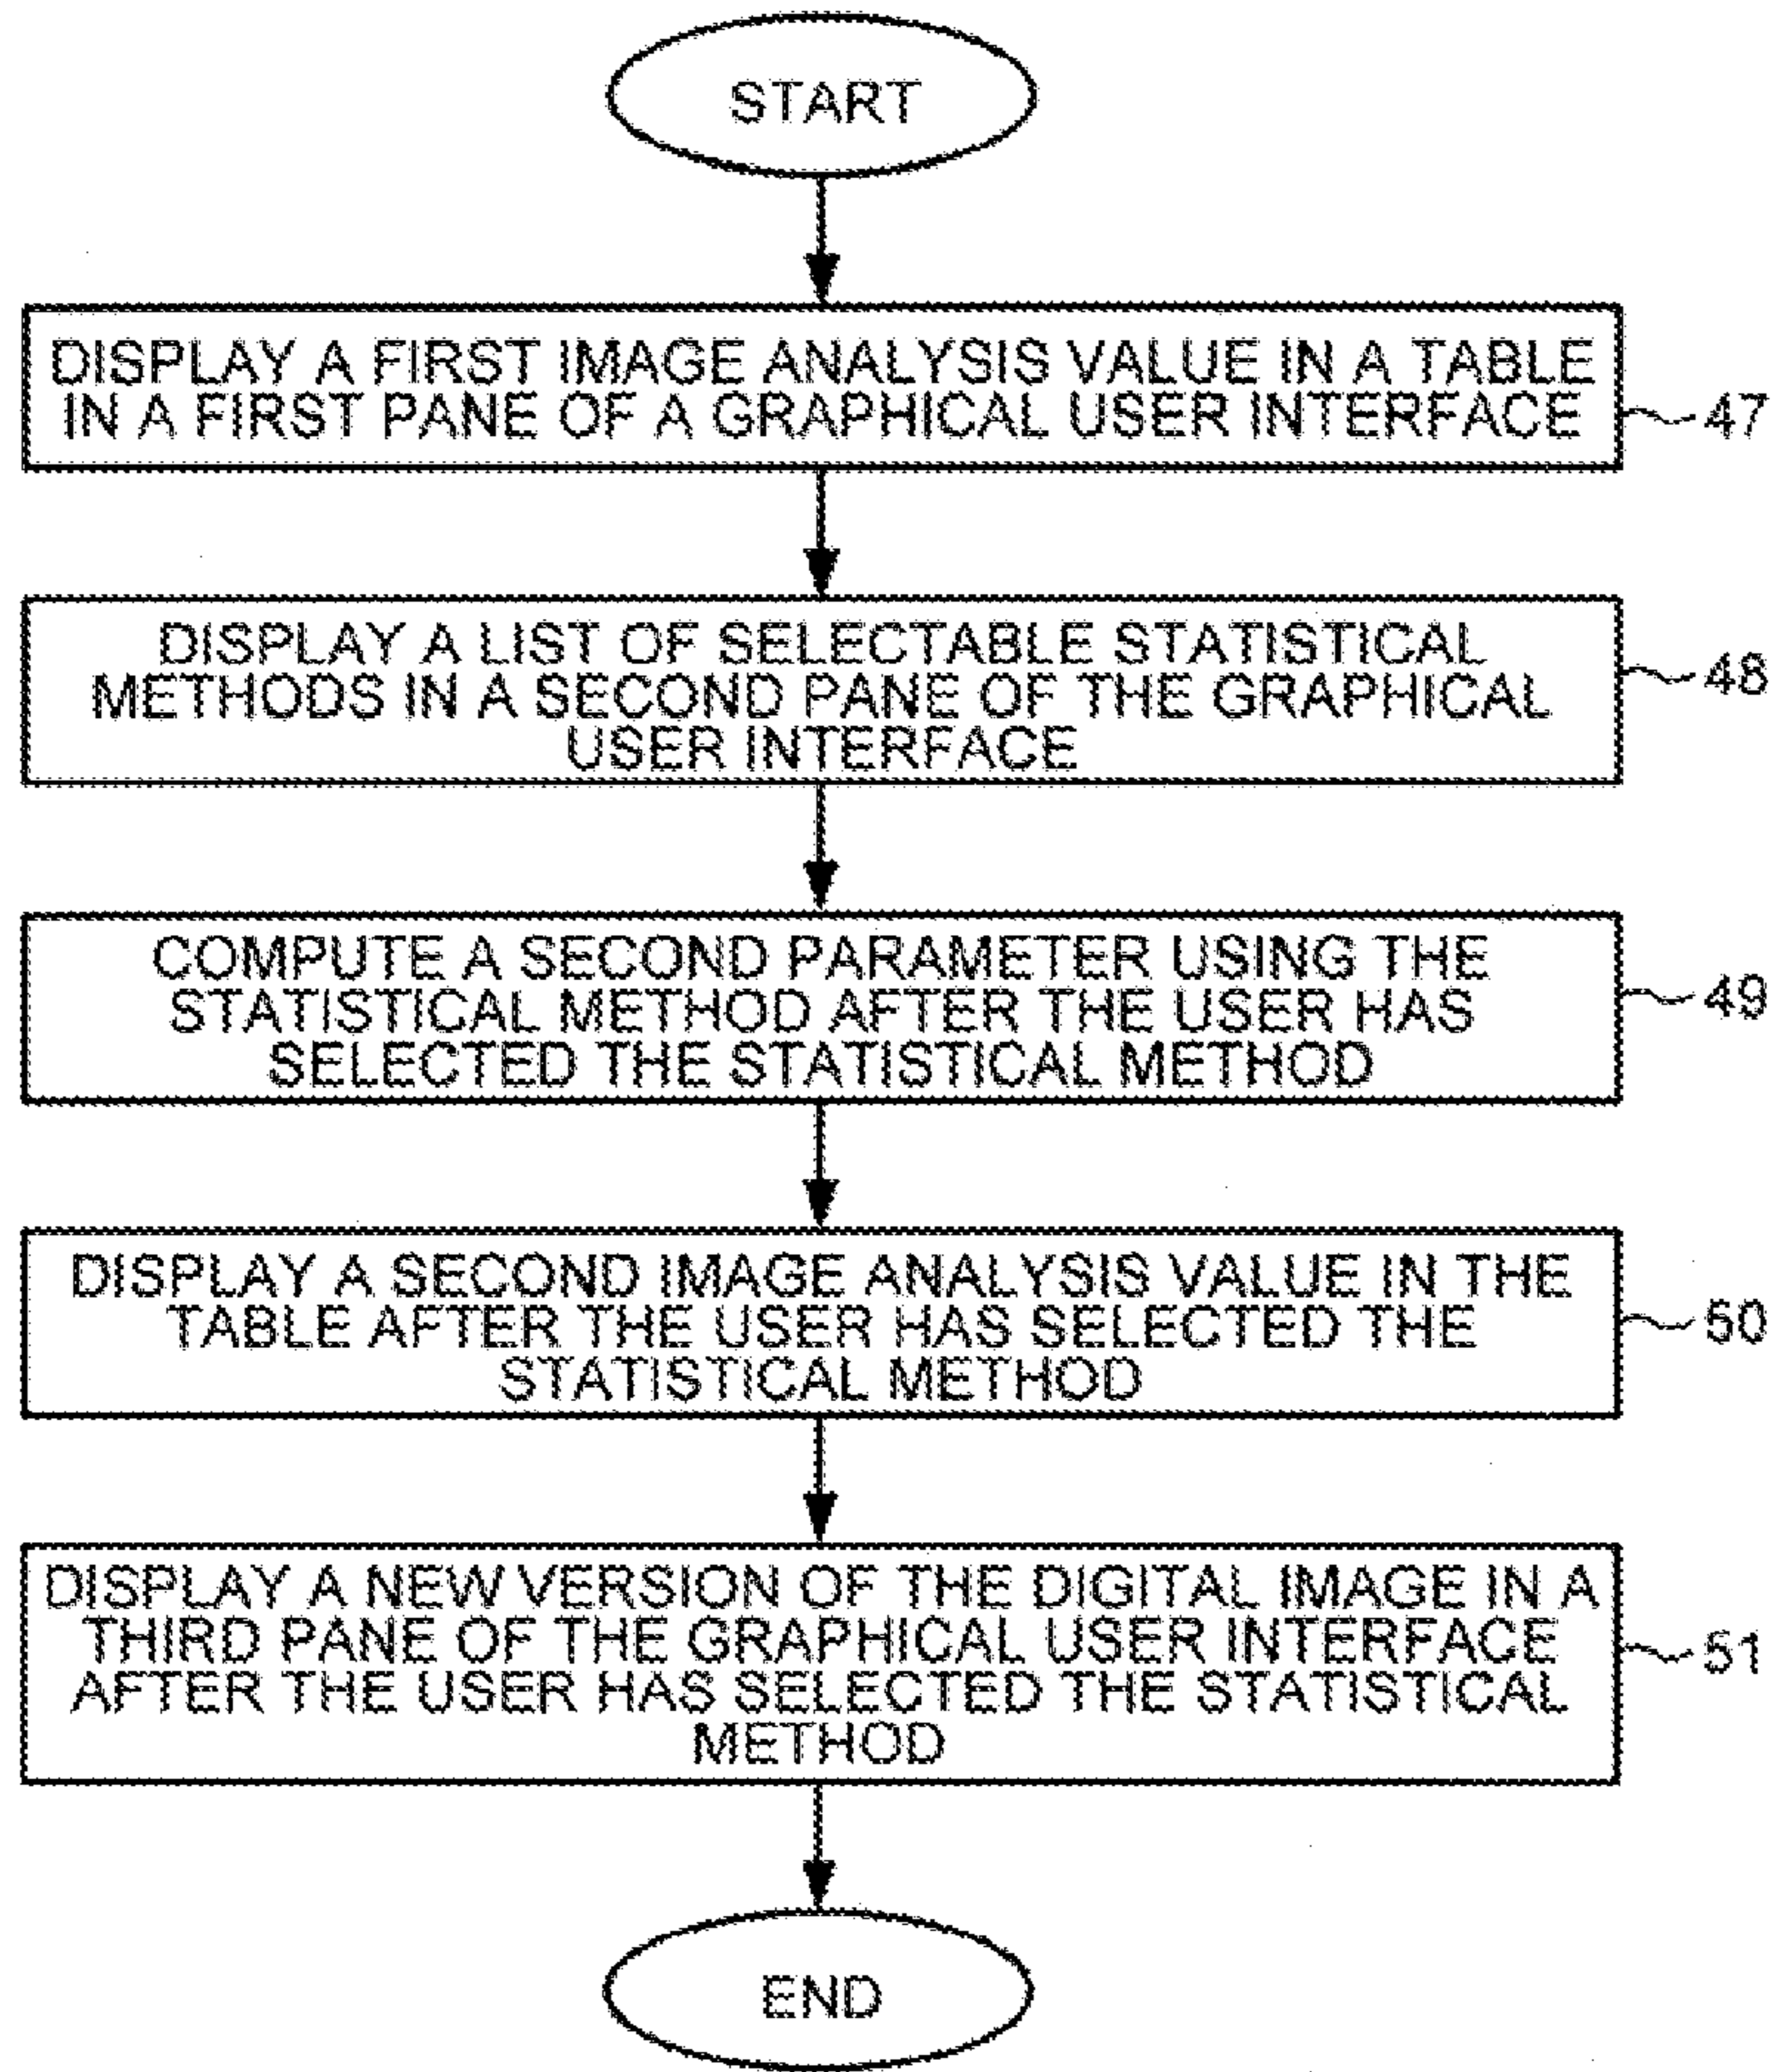 START
DISPLAY A FIRST IMAGE ANALYSIS VALUE IN A TABLE
IN A FIRST PANE OF A GRAPHICAL USER INTERFACE
47
DISPLAY A LIST OF SELECTABLE STATISTICAL
METHODS IN A SECOND PANE OF THE GRAPHICAL
USER INTERFACE
48
COMPUTE A SECOND PARAMETER USING THE
STATISTICAL METHOD AFTER THE USER HAS
SELECTED THE STATISTICAL METHOD
49
DISPLAY A SECOND IMAGE ANALYSIS VALUE IN THE
TABLE AFTER THE USER HAS SELECTED THE
STATISTICAL METHOD
50
DISPLAY A NEW VERSION OF THE DIGITAL IMAGE IN A
THIRD PANE OF THE GRAPHICAL USER INTERFACE
AFTER THE USER HAS SELECTED THE STATISTICAL
METHOD
51
END